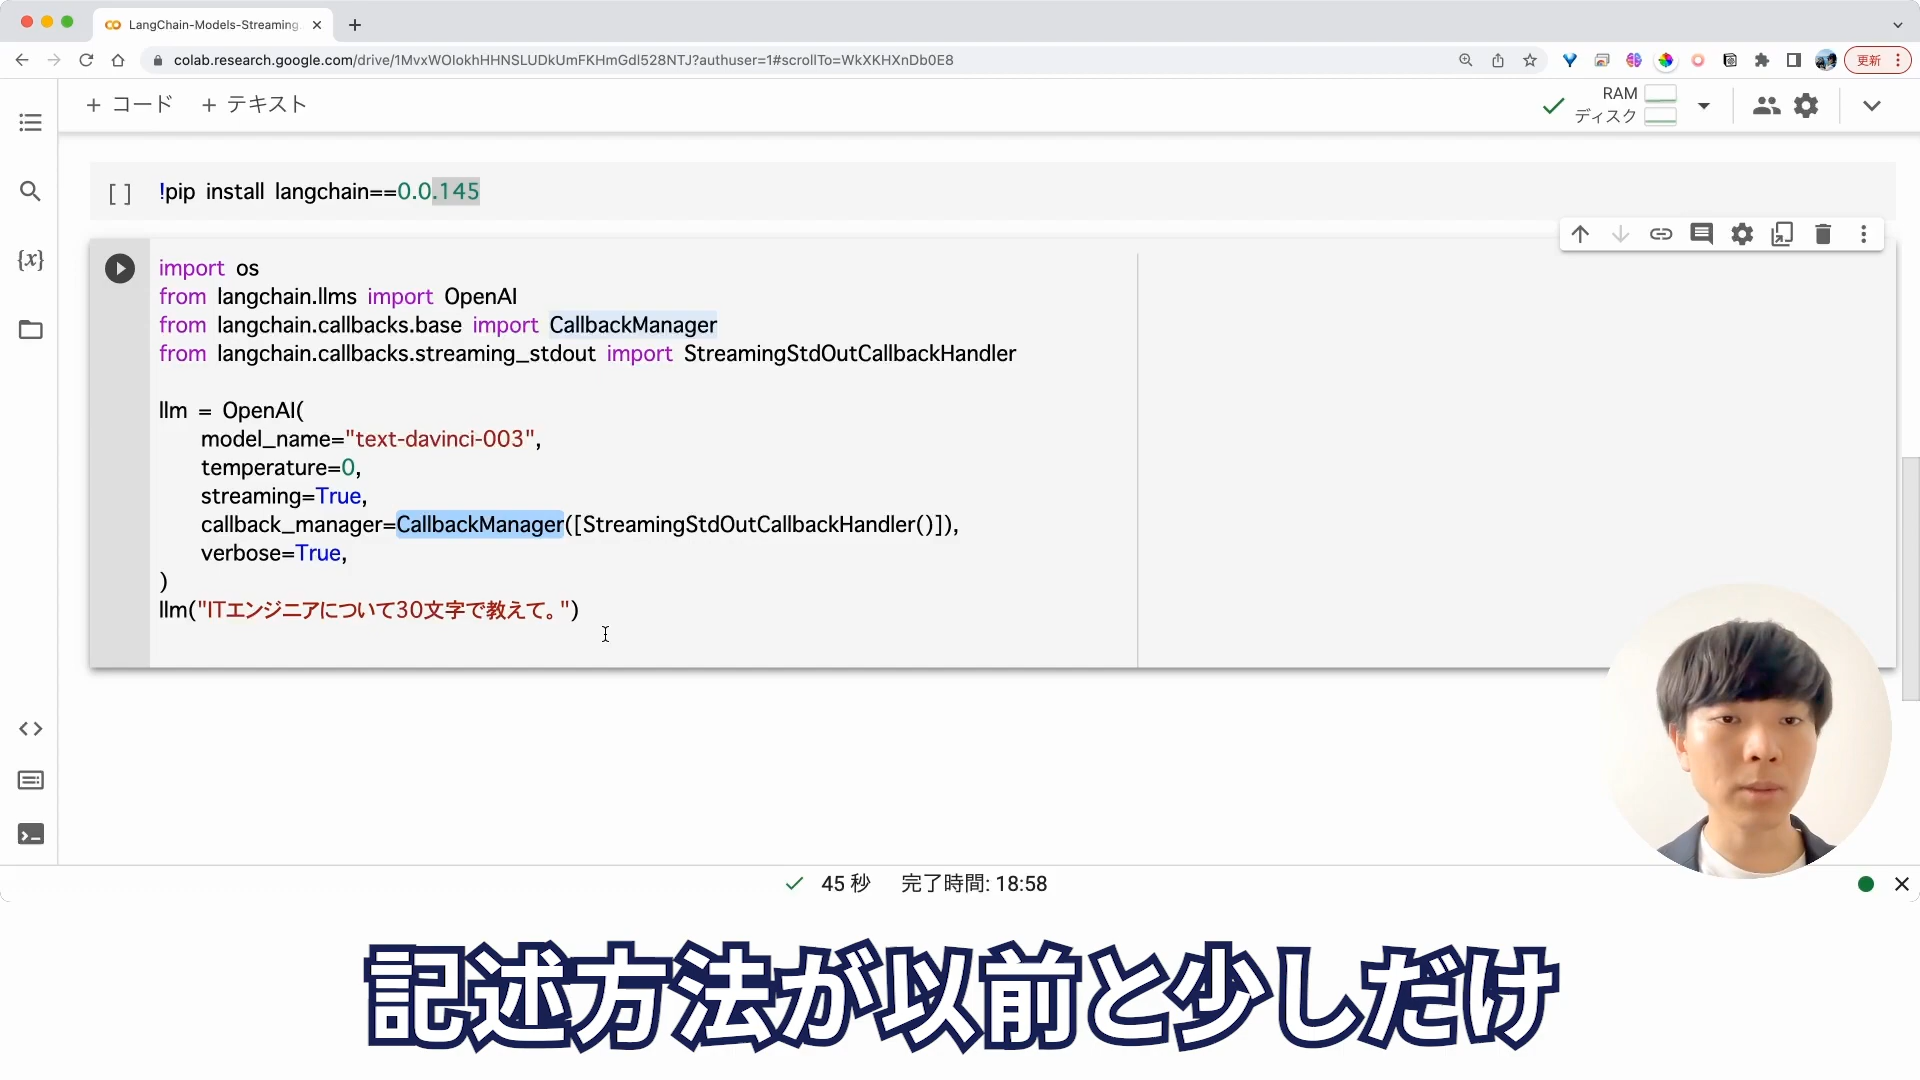 LangChain-Models-Streaming
colab.research.google.com/drive/1MvxWOlokhHHNSLUDkUmFKHmGdl528NTJ?authuser=1#scrollTo=WkXKHXnDb0E8
更新
+ コード + テキスト
RAM
ディスク
{x}
[ ] !pip install langchain==0.0.145
import os
from langchain.llms import OpenAI
from langchain.callbacks.base import CallbackManager
from langchain.callbacks.streaming_stdout import StreamingStdOutCallbackHandler
llm = OpenAI(
model_name="text-davinci-003",
temperature=0,
streaming=True,
callback_manager=CallbackManager([StreamingStdOutCallbackHandler()]),
verbose=True,
)
llm("ITエンジニアについて30文字で教えて。")
45 秒 完了時間: 18:58
記述方法が以前と少しだけ